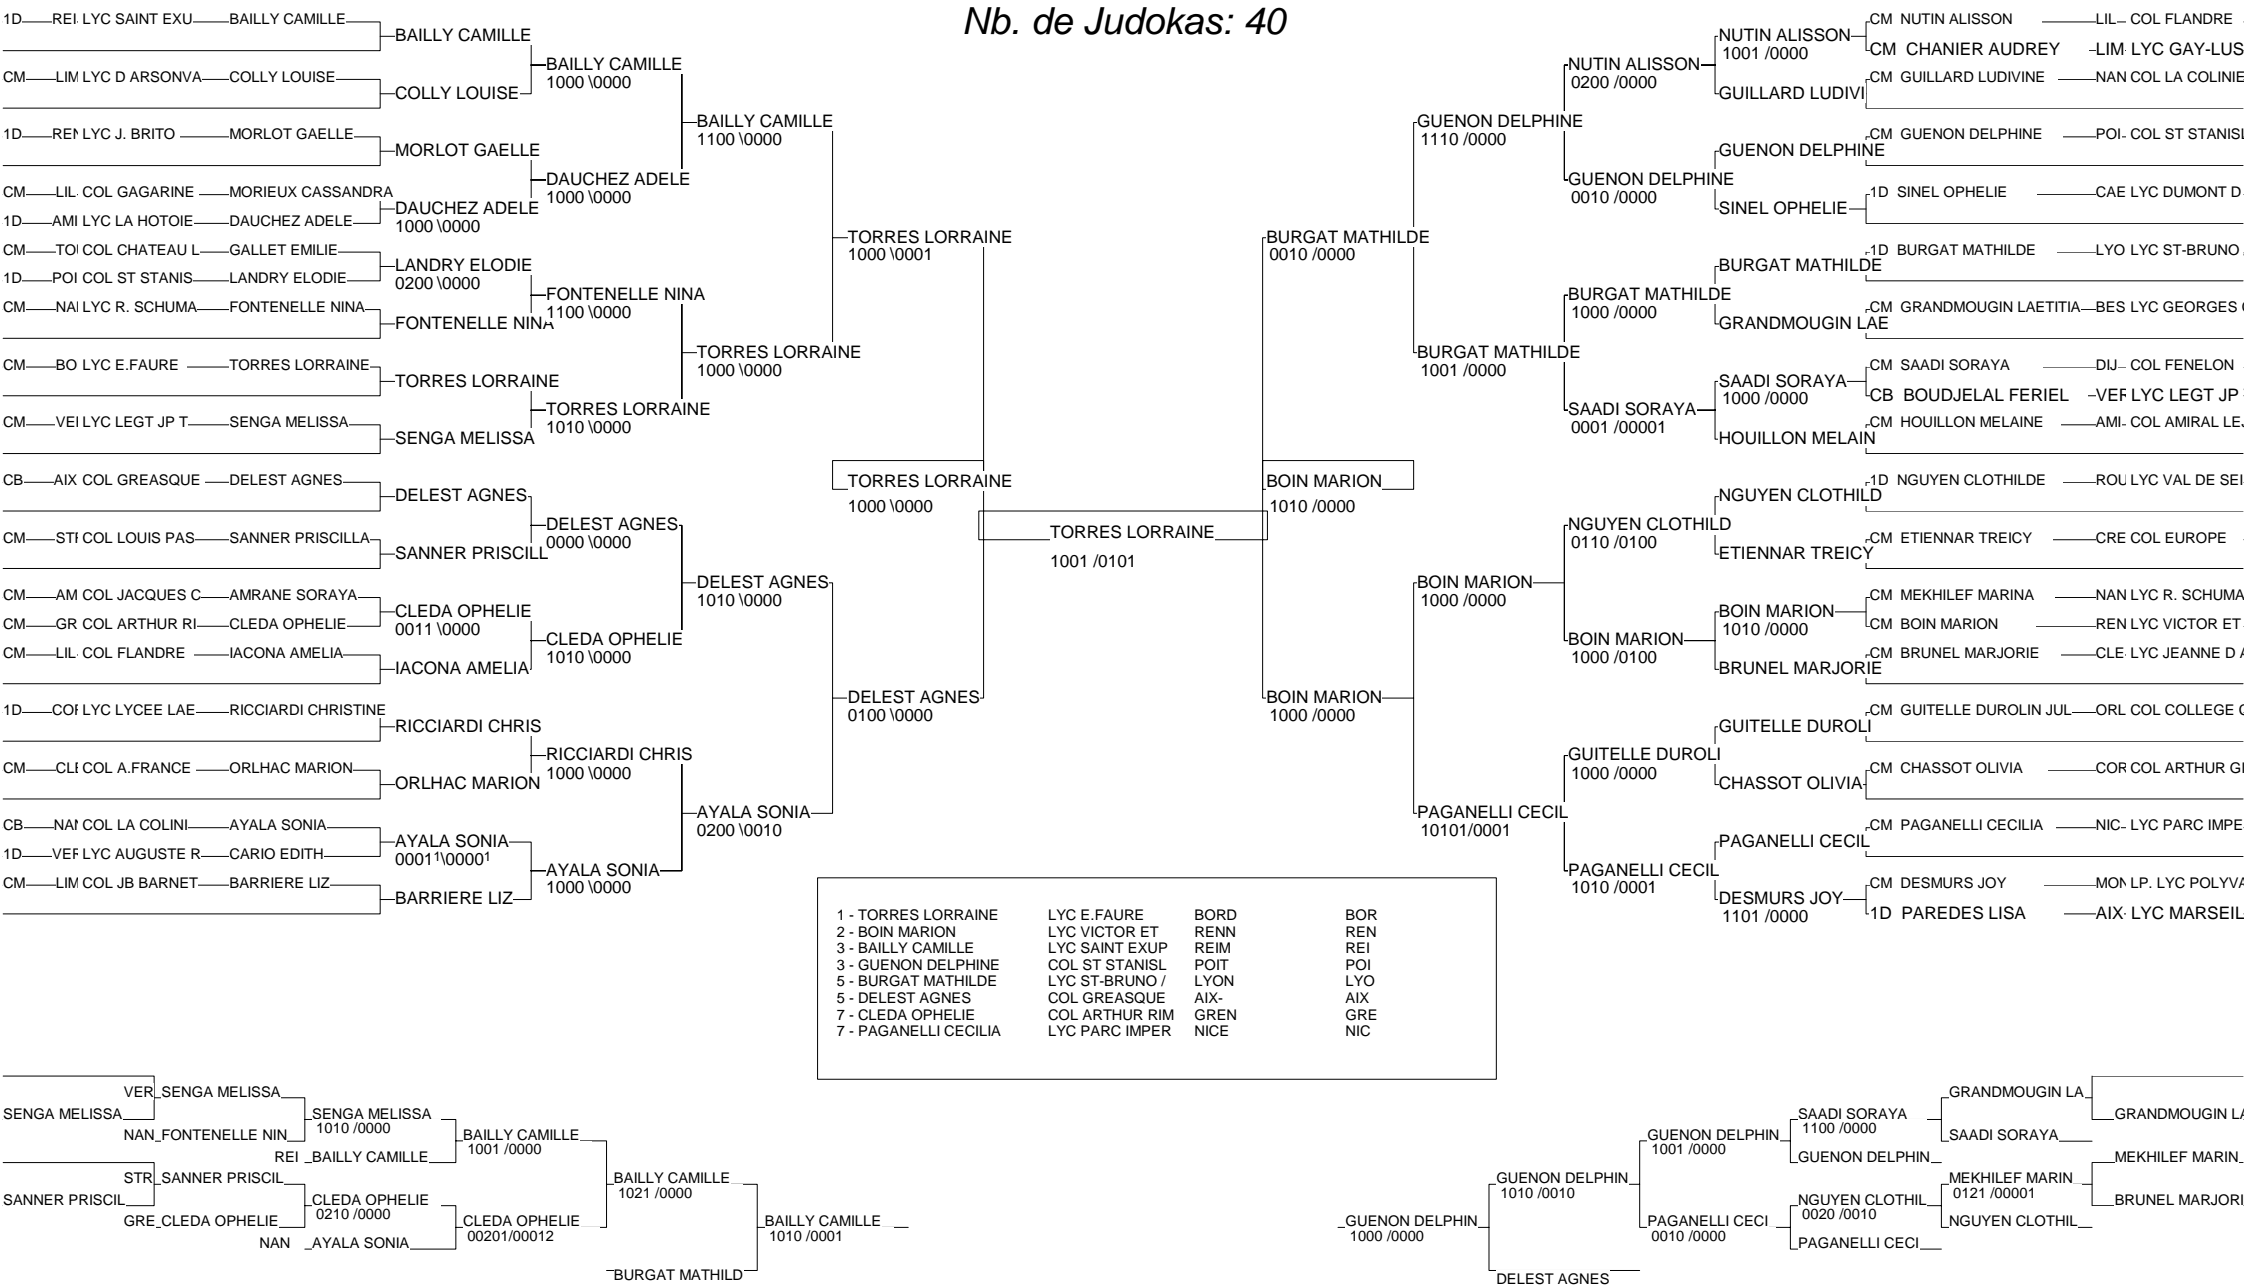 Nb. de Judokas: 40
1D REI LYC SAINT EXU BAILLY CAMILLE
CM LIM LYC D ARSONVA COLLY LOUISE
1D REN LYC J. BRITO MORLOT GAELLE
CM LIL COL GAGARINE MORIEUX CASSANDRA
1D AMI LYC LA HOTOIE DAUCHEZ ADELE
CM TOU COL CHATEAU L GALLET EMILIE
1D POI COL ST STANIS LANDRY ELODIE
CM NAN LYC R. SCHUMA FONTENELLE NINA
CM BO LYC E.FAURE TORRES LORRAINE
CM VER LYC LEGT JP T SENGA MELISSA
CB AIX COL GREASQUE DELEST AGNES
CM STR COL LOUIS PAS SANNER PRISCILLA
CM AM COL JACQUES C AMRANE SORAYA
CM GR COL ARTHUR RI CLEDA OPHELIE
CM LIL COL FLANDRE IACONA AMELIA
1D COR LYC LYCEE LAE RICCIARDI CHRISTINE
CM CLE COL A.FRANCE ORLHAC MARION
CB NAN COL LA COLINI AYALA SONIA
1D VER LYC AUGUSTE R CARIO EDITH
CM LIM COL JB BARNET BARRIERE LIZ
BAILLY CAMILLE
COLLY LOUISE
MORLOT GAELLE
DAUCHEZ ADELE
1000 \0000
LANDRY ELODIE
0200 \0000
FONTENELLE NINA
TORRES LORRAINE
SENGA MELISSA
DELEST AGNES
SANNER PRISCILL
CLEDA OPHELIE
0011 \0000
IACONA AMELIA
RICCIARDI CHRIS
ORLHAC MARION
AYALA SONIA
0001¹\0000¹
BARRIERE LIZ
BAILLY CAMILLE
1000 \0000
DAUCHEZ ADELE
1000 \0000
FONTENELLE NINA
1100 \0000
TORRES LORRAINE
1010 \0000
DELEST AGNES
0000 \0000
CLEDA OPHELIE
1010 \0000
RICCIARDI CHRIS
1000 \0000
AYALA SONIA
1000 \0000
BAILLY CAMILLE
1100 \0000
TORRES LORRAINE
1000 \0000
DELEST AGNES
1010 \0000
AYALA SONIA
0200 \0010
TORRES LORRAINE
1000 \0001
TORRES LORRAINE
1000 \0000
DELEST AGNES
0100 \0000
TORRES LORRAINE
1001 /0101
BURGAT MATHILDE
0010 /0000
BOIN MARION
1010 /0000
BOIN MARION
1000 /0000
GUENON DELPHINE
1110 /0000
BURGAT MATHILDE
1001 /0000
BOIN MARION
1000 /0000
PAGANELLI CECIL
10101/0001
NUTIN ALISSON
0200 /0000
GUENON DELPHINE
0010 /0000
BURGAT MATHILDE
1000 /0000
SAADI SORAYA
0001 /00001
NGUYEN CLOTHILD
0110 /0100
BOIN MARION
1000 /0100
GUITELLE DUROLI
1000 /0000
PAGANELLI CECIL
1010 /0001
NUTIN ALISSON
1001 /0000
GUILLARD LUDIVI
GUENON DELPHINE
SINEL OPHELIE
BURGAT MATHILDE
GRANDMOUGIN LAE
SAADI SORAYA
1000 /0000
HOUILLON MELAIN
NGUYEN CLOTHILD
ETIENNAR TREICY
BOIN MARION
1010 /0000
BRUNEL MARJORIE
GUITELLE DUROLI
CHASSOT OLIVIA
PAGANELLI CECIL
DESMURS JOY
1101 /0000
CM NUTIN ALISSON LIL COL FLANDRE
CM CHANIER AUDREY LIM LYC GAY-LUS
CM GUILLARD LUDIVINE NAN COL LA COLINIE
CM GUENON DELPHINE POI COL ST STANISL
1D SINEL OPHELIE CAE LYC DUMONT D
1D BURGAT MATHILDE LYO LYC ST-BRUNO
CM GRANDMOUGIN LAETITIA BES LYC GEORGES
CM SAADI SORAYA DIJ COL FENELON
CB BOUDJELAL FERIEL VER LYC LEGT JP
CM HOUILLON MELAINE AMI COL AMIRAL LEJ
1D NGUYEN CLOTHILDE ROU LYC VAL DE SEI
CM ETIENNAR TREICY CRE COL EUROPE
CM MEKHILEF MARINA NAN LYC R. SCHUMA
CM BOIN MARION REN LYC VICTOR ET
CM BRUNEL MARJORIE CLE LYC JEANNE D A
CM GUITELLE DUROLIN JUL ORL COL COLLEGE
CM CHASSOT OLIVIA COR COL ARTHUR
CM PAGANELLI CECILIA NIC LYC PARC IMPE
CM DESMURS JOY MON LP. LYC POLYVA
1D PAREDES LISA AIX LYC MARSEIL
1 - TORRES LORRAINE LYC E.FAURE BORD BOR
2 - BOIN MARION LYC VICTOR ET RENN REN
3 - BAILLY CAMILLE LYC SAINT EXUP REIM REI
3 - GUENON DELPHINE COL ST STANISL POIT POI
5 - BURGAT MATHILDE LYC ST-BRUNO / LYON LYO
5 - DELEST AGNES COL GREASQUE AIX- AIX
7 - CLEDA OPHELIE COL ARTHUR RIM GREN GRE
7 - PAGANELLI CECILIA LYC PARC IMPER NICE NIC
SENGA MELISSA
SANNER PRISCIL
VER SENGA MELISSA
NAN FONTENELLE NIN
REI BAILLY CAMILLE
STR SANNER PRISCIL
GRE CLEDA OPHELIE
NAN AYALA SONIA
SENGA MELISSA
1010 /0000
CLEDA OPHELIE
0210 /0000
BAILLY CAMILLE
1001 /0000
CLEDA OPHELIE
00201/00012
BAILLY CAMILLE
1021 /0000
BURGAT MATHILD
BAILLY CAMILLE
1010 /0001
GUENON DELPHIN
1000 /0000
GUENON DELPHIN
1010 /0010
DELEST AGNES
GUENON DELPHIN
1001 /0000
PAGANELLI CECI
0010 /0000
SAADI SORAYA
1100 /0000
GUENON DELPHIN
NGUYEN CLOTHIL
0020 /0010
PAGANELLI CECI
GRANDMOUGIN LA
SAADI SORAYA
MEKHILEF MARIN
0121 /00001
NGUYEN CLOTHIL
GRANDMOUGIN LA
MEKHILEF MARIN
BRUNEL MARJORI